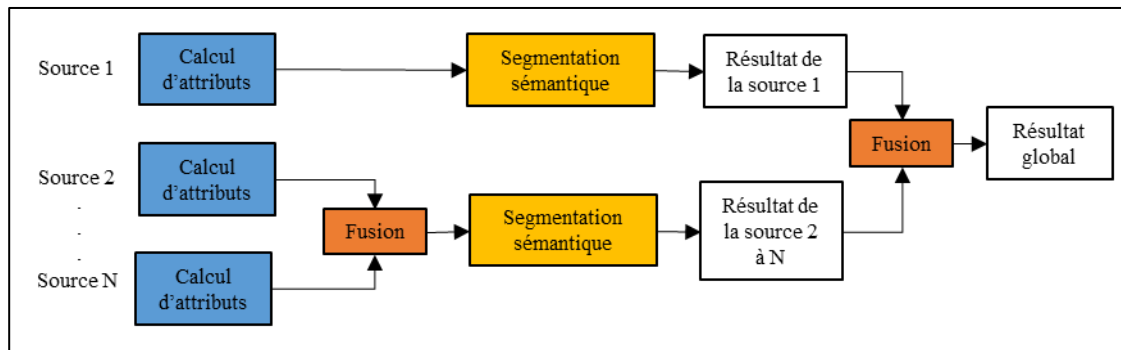 Source 1
Calcul
d'attributs
Segmentation
sémantique
Résultat de
la source 1
Fusion
Résultat
global
Source 2
.
.
.
Source N
Calcul
d'attributs
Calcul
d'attributs
Fusion
Segmentation
sémantique
Résultat de
la source 2
à N